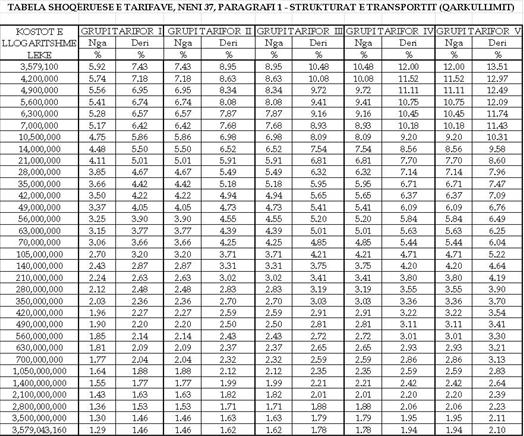 TABELA SHOQERUESE E TARIFAVE, NENI 37, PARAGRAFI 1 - STRUKTURAT E TRANSPORTIT (QARKULLIMIT)
KOSTOT E GRUPI TARIFOR I GRUPI TARIFOR II GRUPI TARIFOR III GRUPI TARIFOR IV GRUPI TARIFOR V
LLOGARITSHME Nga Deri Nga Deri Nga Deri Nga Deri Nga Deri
LEKE % % % % % % % % % %
3,579,100 5.92 7.43 7.43 8.95 8.95 10.48 10.48 12.00 12.00 13.51
4,200,000 5.74 7.18 7.18 8.63 8.63 10.08 10.08 11.52 11.52 12.97
4,900,000 5.56 6.95 6.95 8.34 8.34 9.72 9.72 11.11 11.11 12.49
5,600,000 5.41 6.74 6.74 8.08 8.08 9.41 9.41 10.75 10.75 12.09
6,300,000 5.28 6.57 6.57 7.87 7.87 9.16 9.16 10.45 10.45 11.74
7,000,000 5.17 6.42 6.42 7.68 7.68 8.93 8.93 10.18 10.18 11.43
10,500,000 4.75 5.86 5.86 6.98 6.98 8.09 8.09 9.20 9.20 10.31
14,000,000 4.48 5.50 5.50 6.52 6.52 7.54 7.54 8.56 8.56 9.58
21,000,000 4.11 5.01 5.01 5.91 5.91 6.81 6.81 7.70 7.70 8.60
28,000,000 3.85 4.67 4.67 5.49 5.49 6.32 6.32 7.14 7.14 7.96
35,000,000 3.66 4.42 4.42 5.18 5.18 5.95 5.95 6.71 6.71 7.47
42,000,000 3.50 4.22 4.22 4.94 4.94 5.65 5.65 6.37 6.37 7.09
49,000,000 3.37 4.05 4.05 4.73 4.73 5.41 5.41 6.09 6.09 6.76
56,000,000 3.25 3.90 3.90 4.55 4.55 5.20 5.20 5.84 5.84 6.49
63,000,000 3.15 3.77 3.77 4.39 4.39 5.01 5.01 5.63 5.63 6.25
70,000,000 3.06 3.66 3.66 4.25 4.25 4.85 4.85 5.44 5.44 6.04
105,000,000 2.70 3.20 3.20 3.71 3.71 4.21 4.21 4.71 4.71 5.22
140,000,000 2.43 2.87 2.87 3.31 3.31 3.75 3.75 4.20 4.20 4.64
210,000,000 2.24 2.63 2.63 3.02 3.02 3.41 3.41 3.80 3.80 4.19
280,000,000 2.12 2.48 2.48 2.83 2.83 3.19 3.19 3.55 3.55 3.90
350,000,000 2.03 2.36 2.36 2.70 2.70 3.03 3.03 3.36 3.36 3.70
420,000,000 1.96 2.27 2.27 2.59 2.59 2.91 2.91 3.22 3.22 3.54
490,000,000 1.90 2.20 2.20 2.50 2.50 2.81 2.81 3.11 3.11 3.41
560,000,000 1.85 2.14 2.14 2.43 2.43 2.72 2.72 3.01 3.01 3.30
630,000,000 1.81 2.09 2.09 2.37 2.37 2.65 2.65 2.93 2.93 3.21
700,000,000 1.77 2.04 2.04 2.32 2.32 2.59 2.59 2.86 2.86 3.13
1,050,000,000 1.64 1.88 1.88 2.12 2.12 2.35 2.35 2.59 2.59 2.83
1,400,000,000 1.55 1.77 1.77 1.99 1.99 2.21 2.21 2.42 2.42 2.64
2,100,000,000 1.43 1.63 1.63 1.82 1.82 2.01 2.01 2.20 2.20 2.39
2,800,000,000 1.36 1.53 1.53 1.71 1.71 1.88 1.88 2.06 2.06 2.23
3,500,000,000 1.30 1.46 1.46 1.63 1.63 1.79 1.79 1.95 1.95 2.11
3,579,043,160 1.29 1.46 1.46 1.62 1.62 1.78 1.78 1.94 1.94 2.10